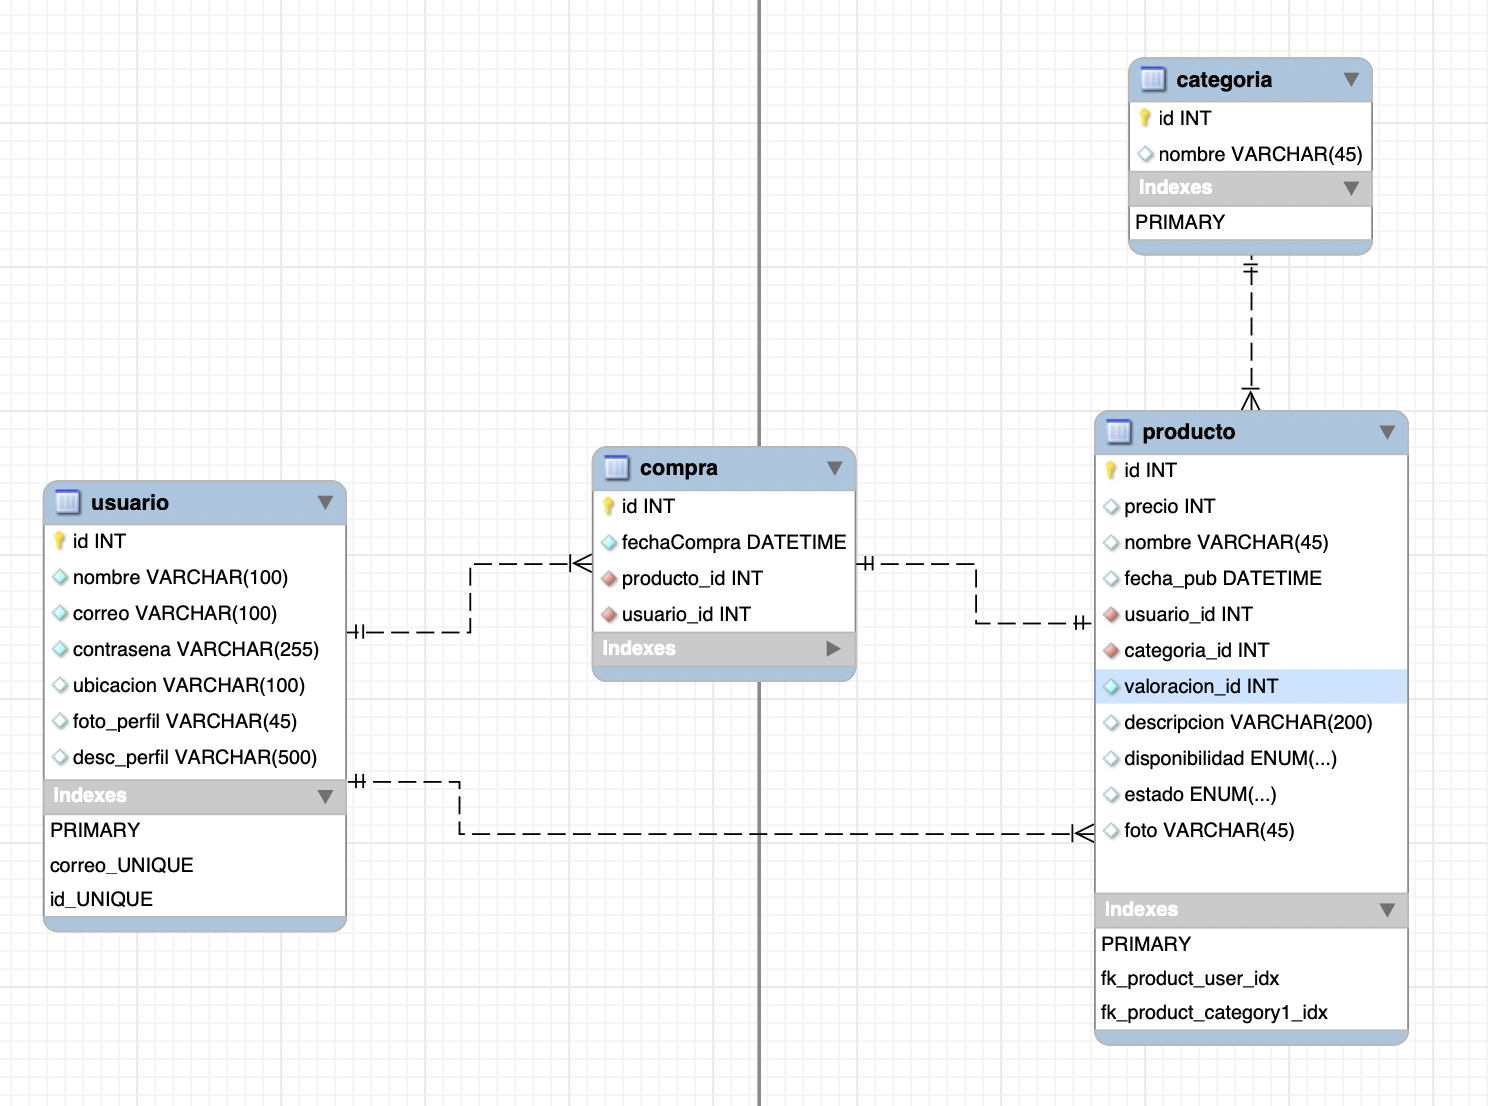 categoria
id INT
nombre VARCHAR(45)
Indexes
PRIMARY
usuario
id INT
nombre VARCHAR(100)
correo VARCHAR(100)
contrasena VARCHAR(255)
ubicacion VARCHAR(100)
foto_perfil VARCHAR(45)
desc_perfil VARCHAR(500)
Indexes
PRIMARY
correo_UNIQUE
id_UNIQUE
compra
id INT
fechaCompra DATETIME
producto_id INT
usuario_id INT
Indexes
producto
id INT
precio INT
nombre VARCHAR(45)
fecha_pub DATETIME
usuario_id INT
categoria_id INT
valoracion_id INT
descripcion VARCHAR(200)
disponibilidad ENUM(...)
estado ENUM(...)
foto VARCHAR(45)
Indexes
PRIMARY
fk_product_user_idx
fk_product_category1_idx